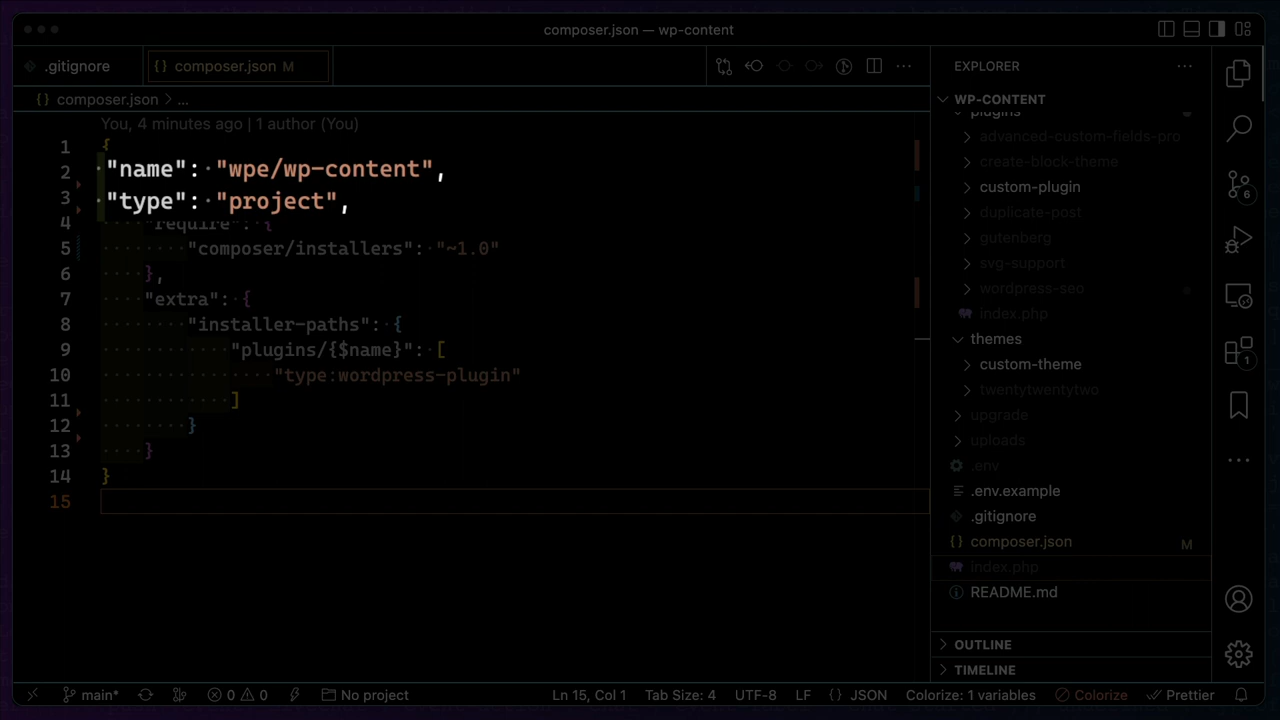 composer.json — wp-content
.gitignore
{} composer.json M
{} composer.json > ...
You, 4 minutes ago | 1 author (You)
1 {
2 "name": "wpe/wp-content",
3 "type": "project",
4 "require": {
5 "composer/installers": "~1.0"
6 },
7 "extra": {
8 "installer-paths": {
9 "plugins/{$name}": [
10 "type:wordpress-plugin"
11 ]
12 }
13 }
14 }
15
EXPLORER
WP-CONTENT
plugins
advanced-custom-fields-pro
create-block-theme
custom-plugin
duplicate-post
gutenberg
svg-support
wordpress-seo
index.php
themes
custom-theme
twentytwentytwo
upgrade
uploads
.env
.env.example
.gitignore
{} composer.json M
index.php
README.md
OUTLINE
TIMELINE
6
1
main* 0 0 No project Ln 15, Col 1 Tab Size: 4 UTF-8 LF {} JSON Colorize: 1 variables Colorize Prettier